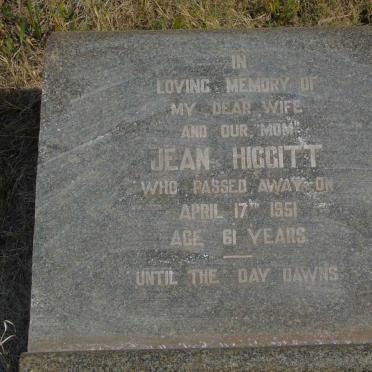 IN
LOVING MEMORY OF
MY DEAR WIFE
AND OUR "MOM"
JEAN HIGGITT
WHO PASSED AWAY ON
APRIL 17TH 1951
AGE 61 YEARS
UNTIL THE DAY DAWNS